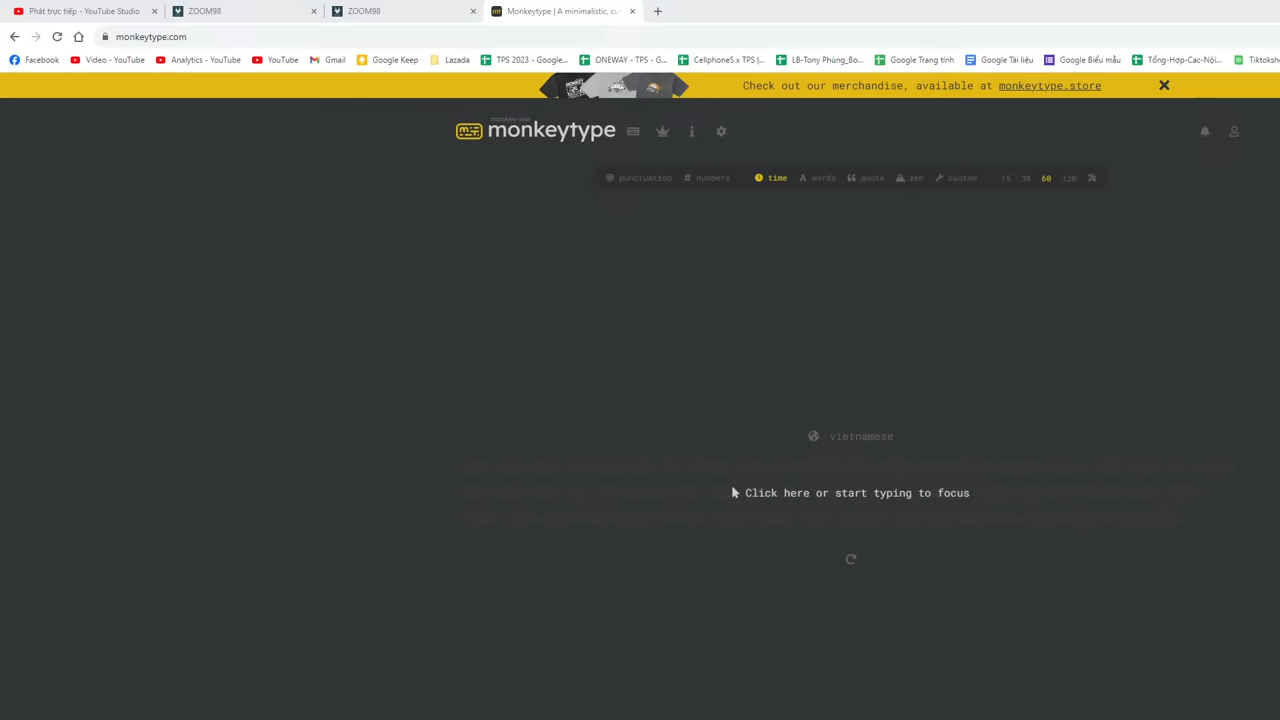 Phát trực tiếp - YouTube Studio
ZOOM98
ZOOM98
Monkeytype | A minimalistic, cu
monkeytype.com
Facebook
Video - YouTube
Analytics - YouTube
YouTube
Gmail
Google Keep
Lazada
TPS 2023 - Google...
ONEWAY - TPS - G...
CellphoneS x TPS |...
LB-Tony Phùng_Bo...
Google Trang tính
Google Tài liệu
Google Biểu mẫu
Tổng-Hợp-Các-Nội...
Tiktoksh
Check out our merchandise, available at monkeytype.store
monkey see
monkeytype
punctuation # numbers time A words quote zen custom 15 30 60 120
vietnamese
Click here or start typing to focus